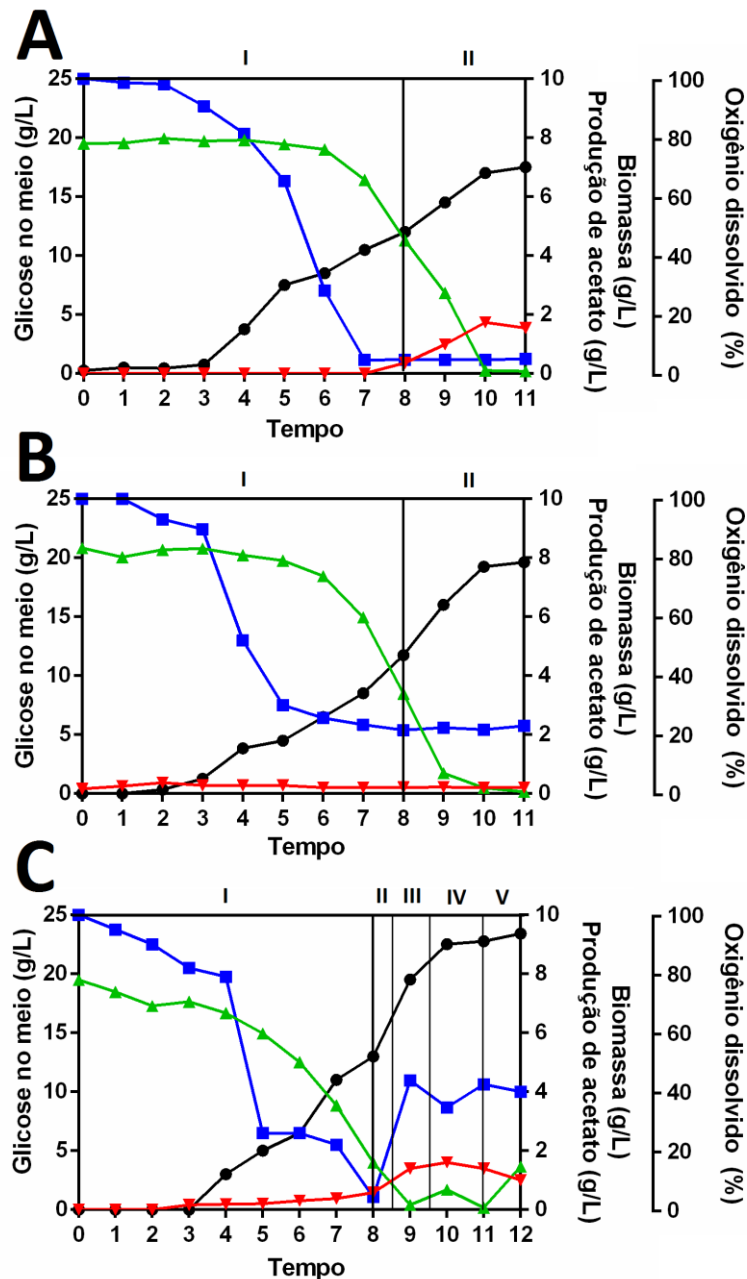 A
I II
Glicose no meio (g/L)
25
20
15
10
5
0
0 1 2 3 4 5 6 7 8 9 10 11
Tempo
10
8
6
4
2
0
Biomassa (g/L)
Produção de acetato (g/L)
100
80
60
40
20
0
Oxigênio dissolvido (%)
B
I II
Glicose no meio (g/L)
25
20
15
10
5
0
0 1 2 3 4 5 6 7 8 9 10 11
Tempo
10
8
6
4
2
0
Biomassa (g/L)
Produção de acetato (g/L)
100
80
60
40
20
0
Oxigênio dissolvido (%)
C
I II III IV V
Glicose no meio (g/L)
25
20
15
10
5
0
0 1 2 3 4 5 6 7 8 9 10 11 12
Tempo
10
8
6
4
2
0
Biomassa (g/L)
Produção de acetato (g/L)
100
80
60
40
20
0
Oxigênio dissolvido (%)